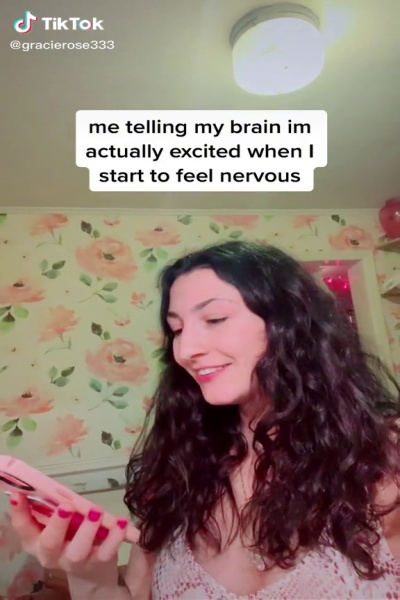 TikTok
@gracierose333
me telling my brain im
actually excited when I
start to feel nervous